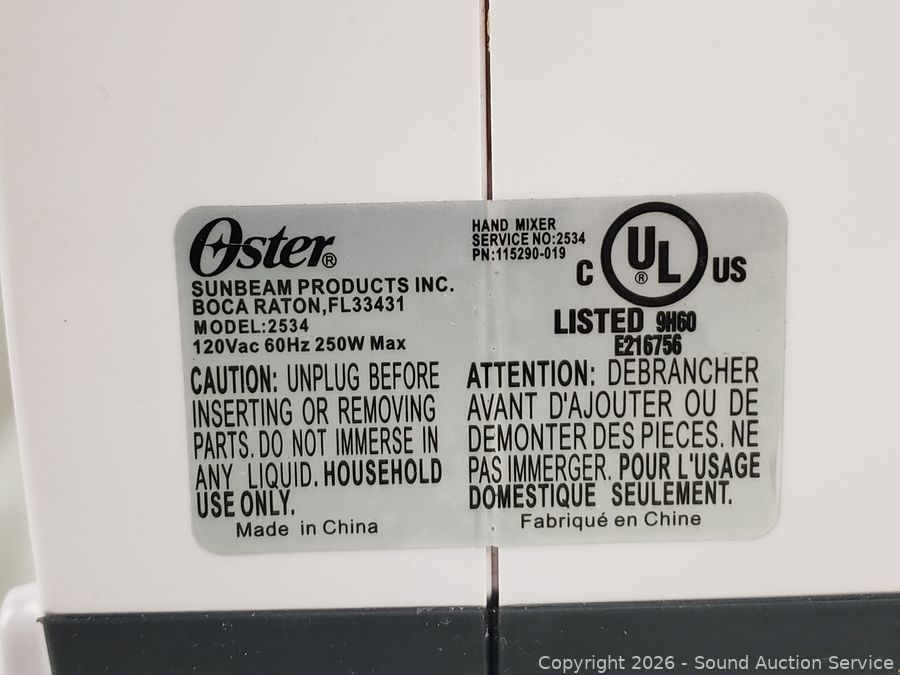 Oster®
SUNBEAM PRODUCTS INC.
BOCA RATON,FL33431
MODEL:2534
120Vac 60Hz 250W Max
CAUTION: UNPLUG BEFORE
INSERTING OR REMOVING
PARTS. DO NOT IMMERSE IN
ANY LIQUID. HOUSEHOLD
USE ONLY.
Made in China
HAND MIXER
SERVICE NO:2534
PN:115290-019
C UL® US
LISTED 9H60
E216756
ATTENTION: DEBRANCHER
AVANT D'AJOUTER OU DE
DEMONTER DES PIECES. NE
PAS IMMERGER. POUR L'USAGE
DOMESTIQUE SEULEMENT.
Fabriqué en Chine
Copyright © 2026 - Sound Auction Service